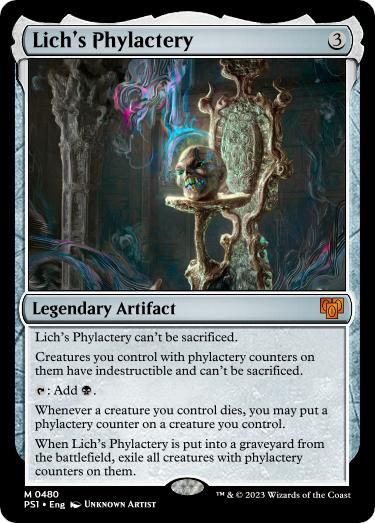 Lich's Phylactery 3
Legendary Artifact
Lich's Phylactery can't be sacrificed.
Creatures you control with phylactery counters on
them have indestructible and can't be sacrificed.
: Add .
Whenever a creature you control dies, you may put a
phylactery counter on a creature you control.
When Lich's Phylactery is put into a graveyard from
the battlefield, exile all creatures with phylactery
counters on them.
M 0480
PS1 • Eng Unknown Artist
™ & © 2023 Wizards of the Coast